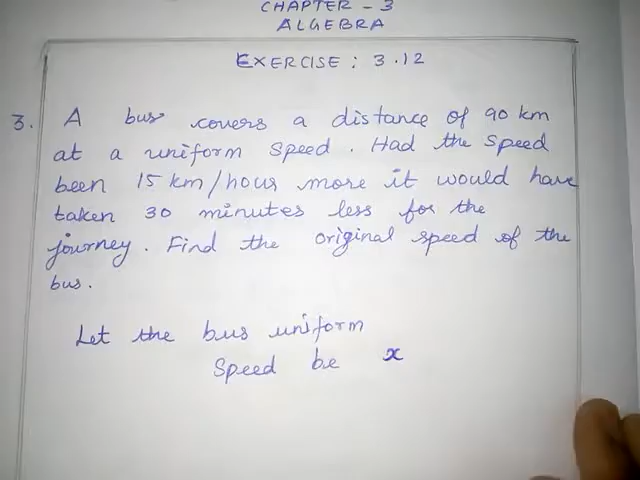 CHAPTER - 3
ALGEBRA
EXERCISE : 3.12
3. A bus covers a distance of 90 km
at a uniform speed. Had the speed
been 15 km/hour more it would have
taken 30 minutes less for the
journey. Find the original speed of the
bus.
Let the bus uniform
Speed be x